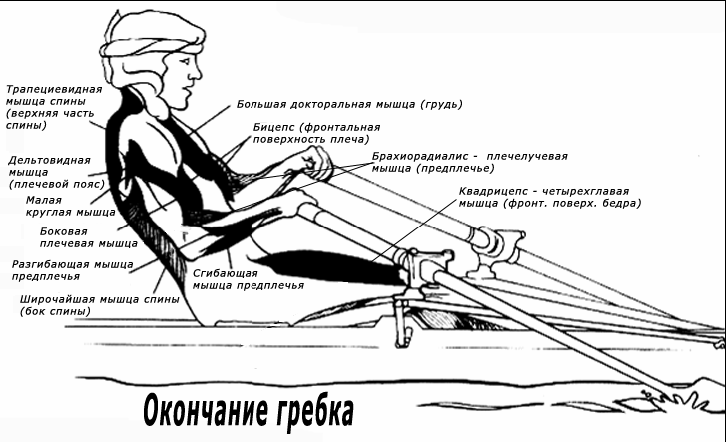 Трапециевидная
мышца спины
(верхняя часть
спины)
Большая докторальная мышца (грудь)
Бицепс (фронтальная
поверхность плеча)
Дельтовидная
мышца
(плечевой пояс)
Брахиорадиалис - плечелучевая
мышца (предплечье)
Квадрицепс - четырехглавая
мышца (фронт. поверх. бедра)
Малая
круглая мышца
Боковая
плечевая мышца
Разгибающая мышца
предплечья
Сгибающая
мышца предплечья
Широчайшая мышца спины
(бок спины)
Окончание гребка